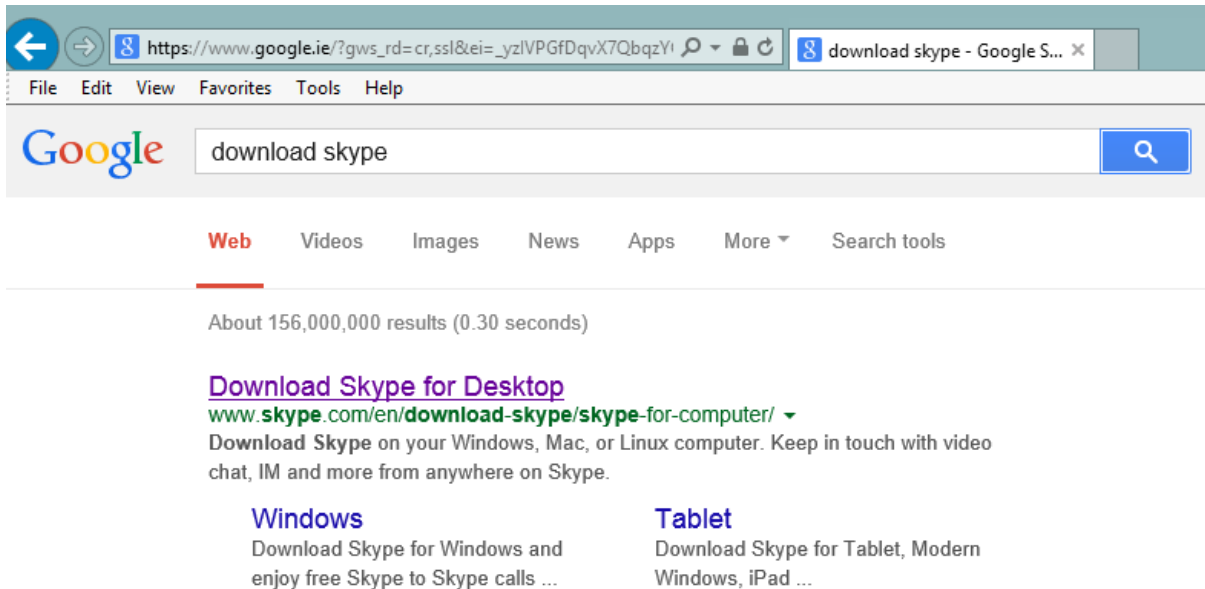 https://www.google.ie/?gws_rd=cr,ssl&ei=_yzlVPGfDqvX7QbqzY download skype - Google S...
File Edit View Favorites Tools Help
Google download skype
Web Videos Images News Apps More Search tools
About 156,000,000 results (0.30 seconds)
Download Skype for Desktop
www.skype.com/en/download-skype/skype-for-computer/
Download Skype on your Windows, Mac, or Linux computer. Keep in touch with video
chat, IM and more from anywhere on Skype.
Windows Tablet
Download Skype for Windows and Download Skype for Tablet, Modern
enjoy free Skype to Skype calls ... Windows, iPad ...